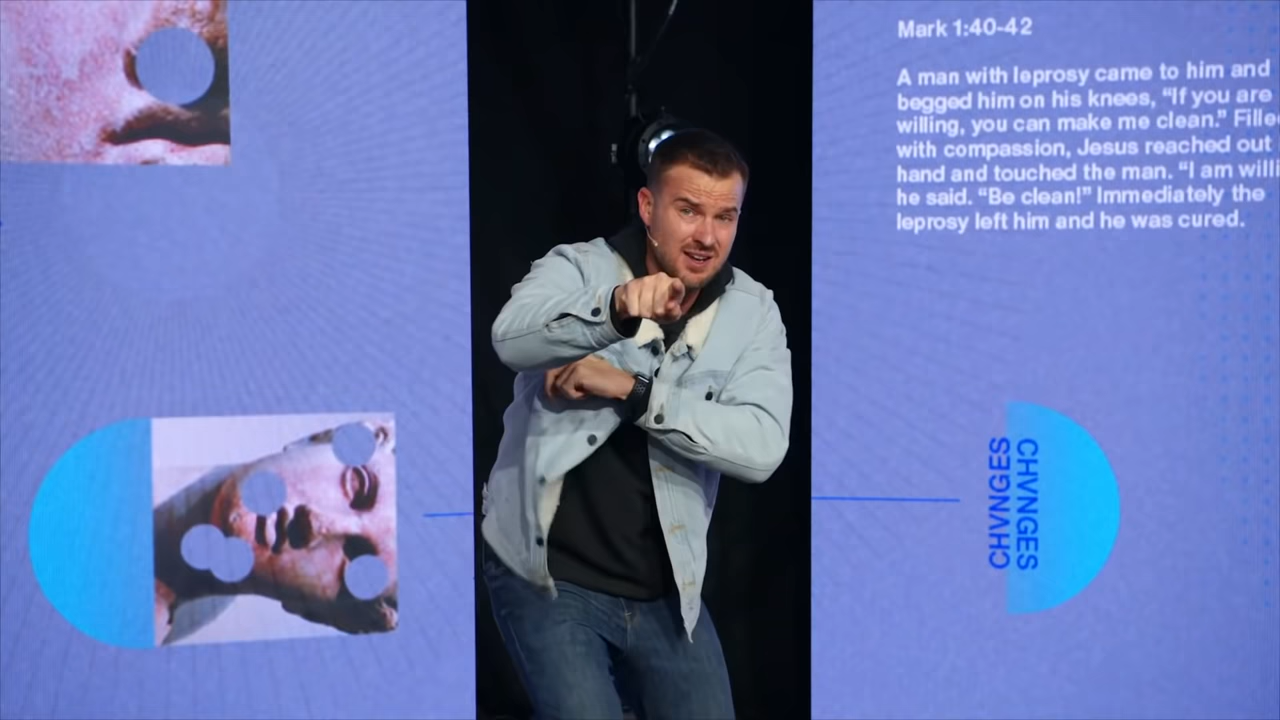 Mark 1:40-42
A man with leprosy came to him and
begged him on his knees, “If you are
willing, you can make me clean.” Fille
with compassion, Jesus reached out
hand and touched the man. “I am willi
he said. “Be clean!” Immediately the
leprosy left him and he was cured.
CHVNGES
CHVNGES